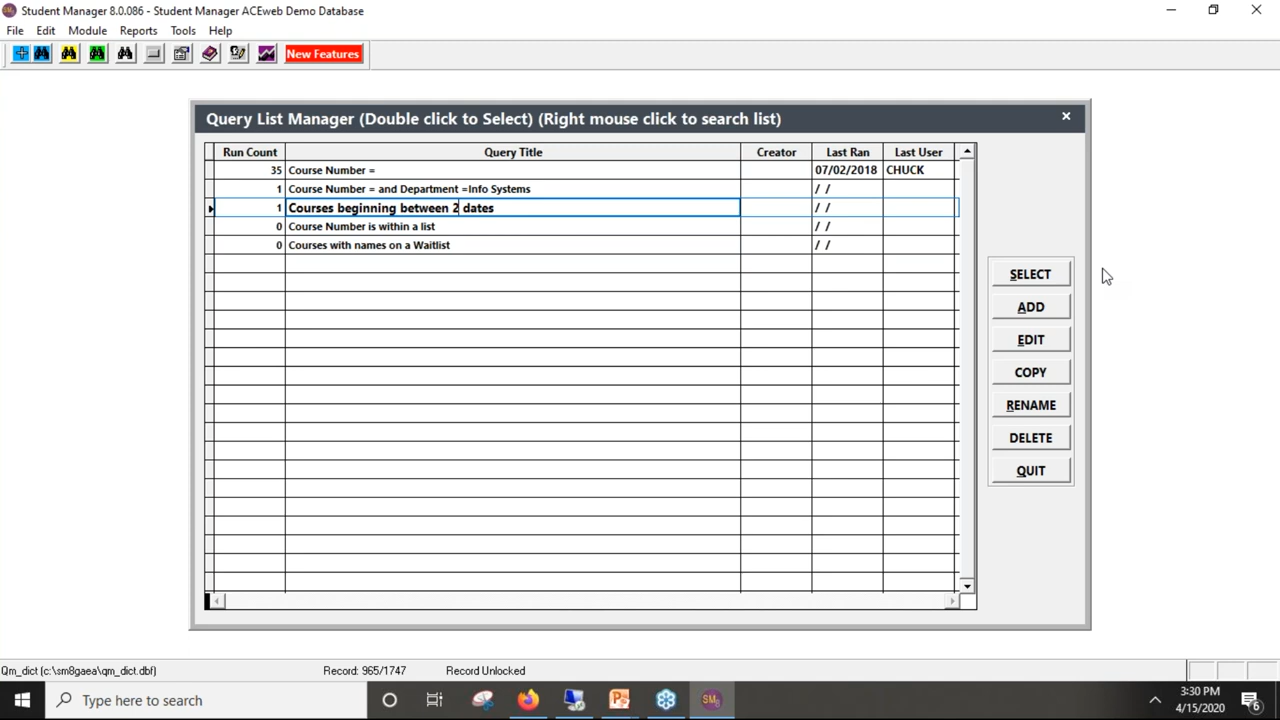 Student Manager 8.0.086 - Student Manager ACEweb Demo Database
File Edit Module Reports Tools Help
New Features
Query List Manager (Double click to Select) (Right mouse click to search list)
Run Count Query Title Creator Last Ran Last User
35 Course Number = 07/02/2018 CHUCK
1 Course Number = and Department =Info Systems / /
1 Courses beginning between 2 dates / /
0 Course Number is within a list / /
0 Courses with names on a Waitlist / /
SELECT
ADD
EDIT
COPY
RENAME
DELETE
QUIT
Qm_dict (c:\sm8gaea\qm_dict.dbf) Record: 965/1747 Record Unlocked
Type here to search
3:30 PM
4/15/2020
6